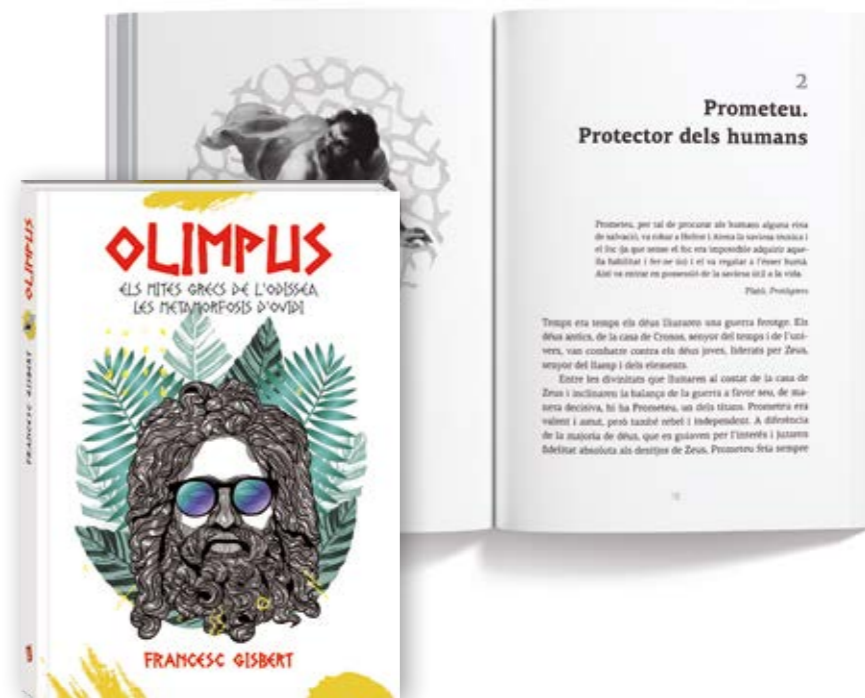 OLIMPUS
ELS MITES GRECS DE L'ODISSEA
LES METAMORFOSIS D'OVIDI
FRANCESC GISBERT
FRANCESC GISBERT OLIMPUS
2
Prometeu.
Protector dels humans
Prometeu, per tal de procurar als humans alguna eina
de salvació, va robar a Hefest i Atena la saviesa tècnica i
el foc (ja que sense el foc era impossible adquirir aque-
lla habilitat i fer-ne ús) i el va regalar a l'ésser humà.
Així va entrar en possessió de la saviesa útil a la vida.
Plató, Protàgores
Temps era temps els déus lliuraren una guerra ferotge. Els
déus antics, de la casa de Cronos, senyor del temps i de l'uni-
vers, van combatre contra els déus joves, liderats per Zeus,
senyor del llamp i dels elements.
Entre les divinitats que lluitaren al costat de la casa de
Zeus i inclinaren la balança de la guerra a favor seu, de ma-
nera decisiva, hi ha Prometeu, un dels titans. Prometeu era
valent i astut, però també rebel i independent. A diferència
de la majoria de déus, que es guiaven per l'interés i juraren
fidelitat absoluta als desitjos de Zeus, Prometeu feia sempre